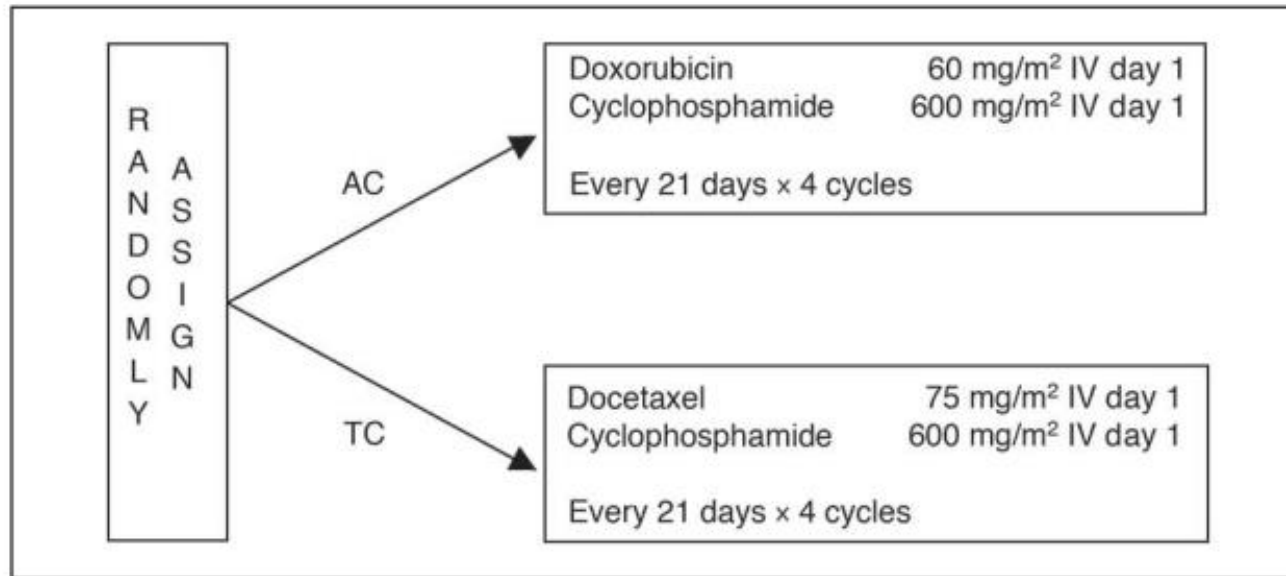 RANDOMLY
ASSIGN
AC
Doxorubicin 60 mg/m² IV day 1
Cyclophosphamide 600 mg/m² IV day 1
Every 21 days × 4 cycles
TC
Docetaxel 75 mg/m² IV day 1
Cyclophosphamide 600 mg/m² IV day 1
Every 21 days × 4 cycles